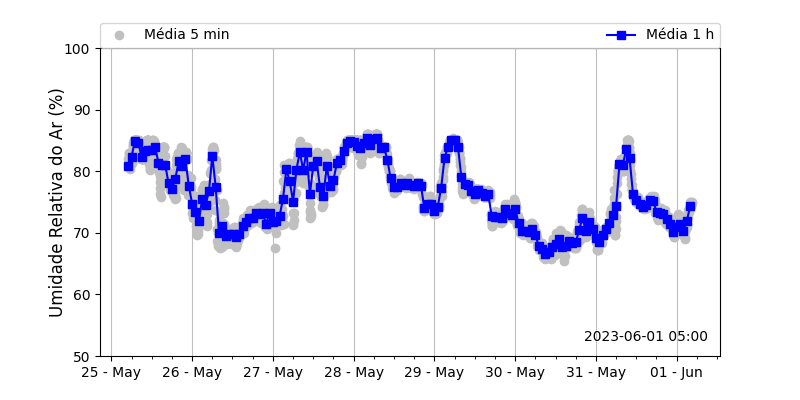 Média 5 min
Média 1 h
100
90
80
70
60
50
Umidade Relativa do Ar (%)
2023-06-01 05:00
25 - May
26 - May
27 - May
28 - May
29 - May
30 - May
31 - May
01 - Jun